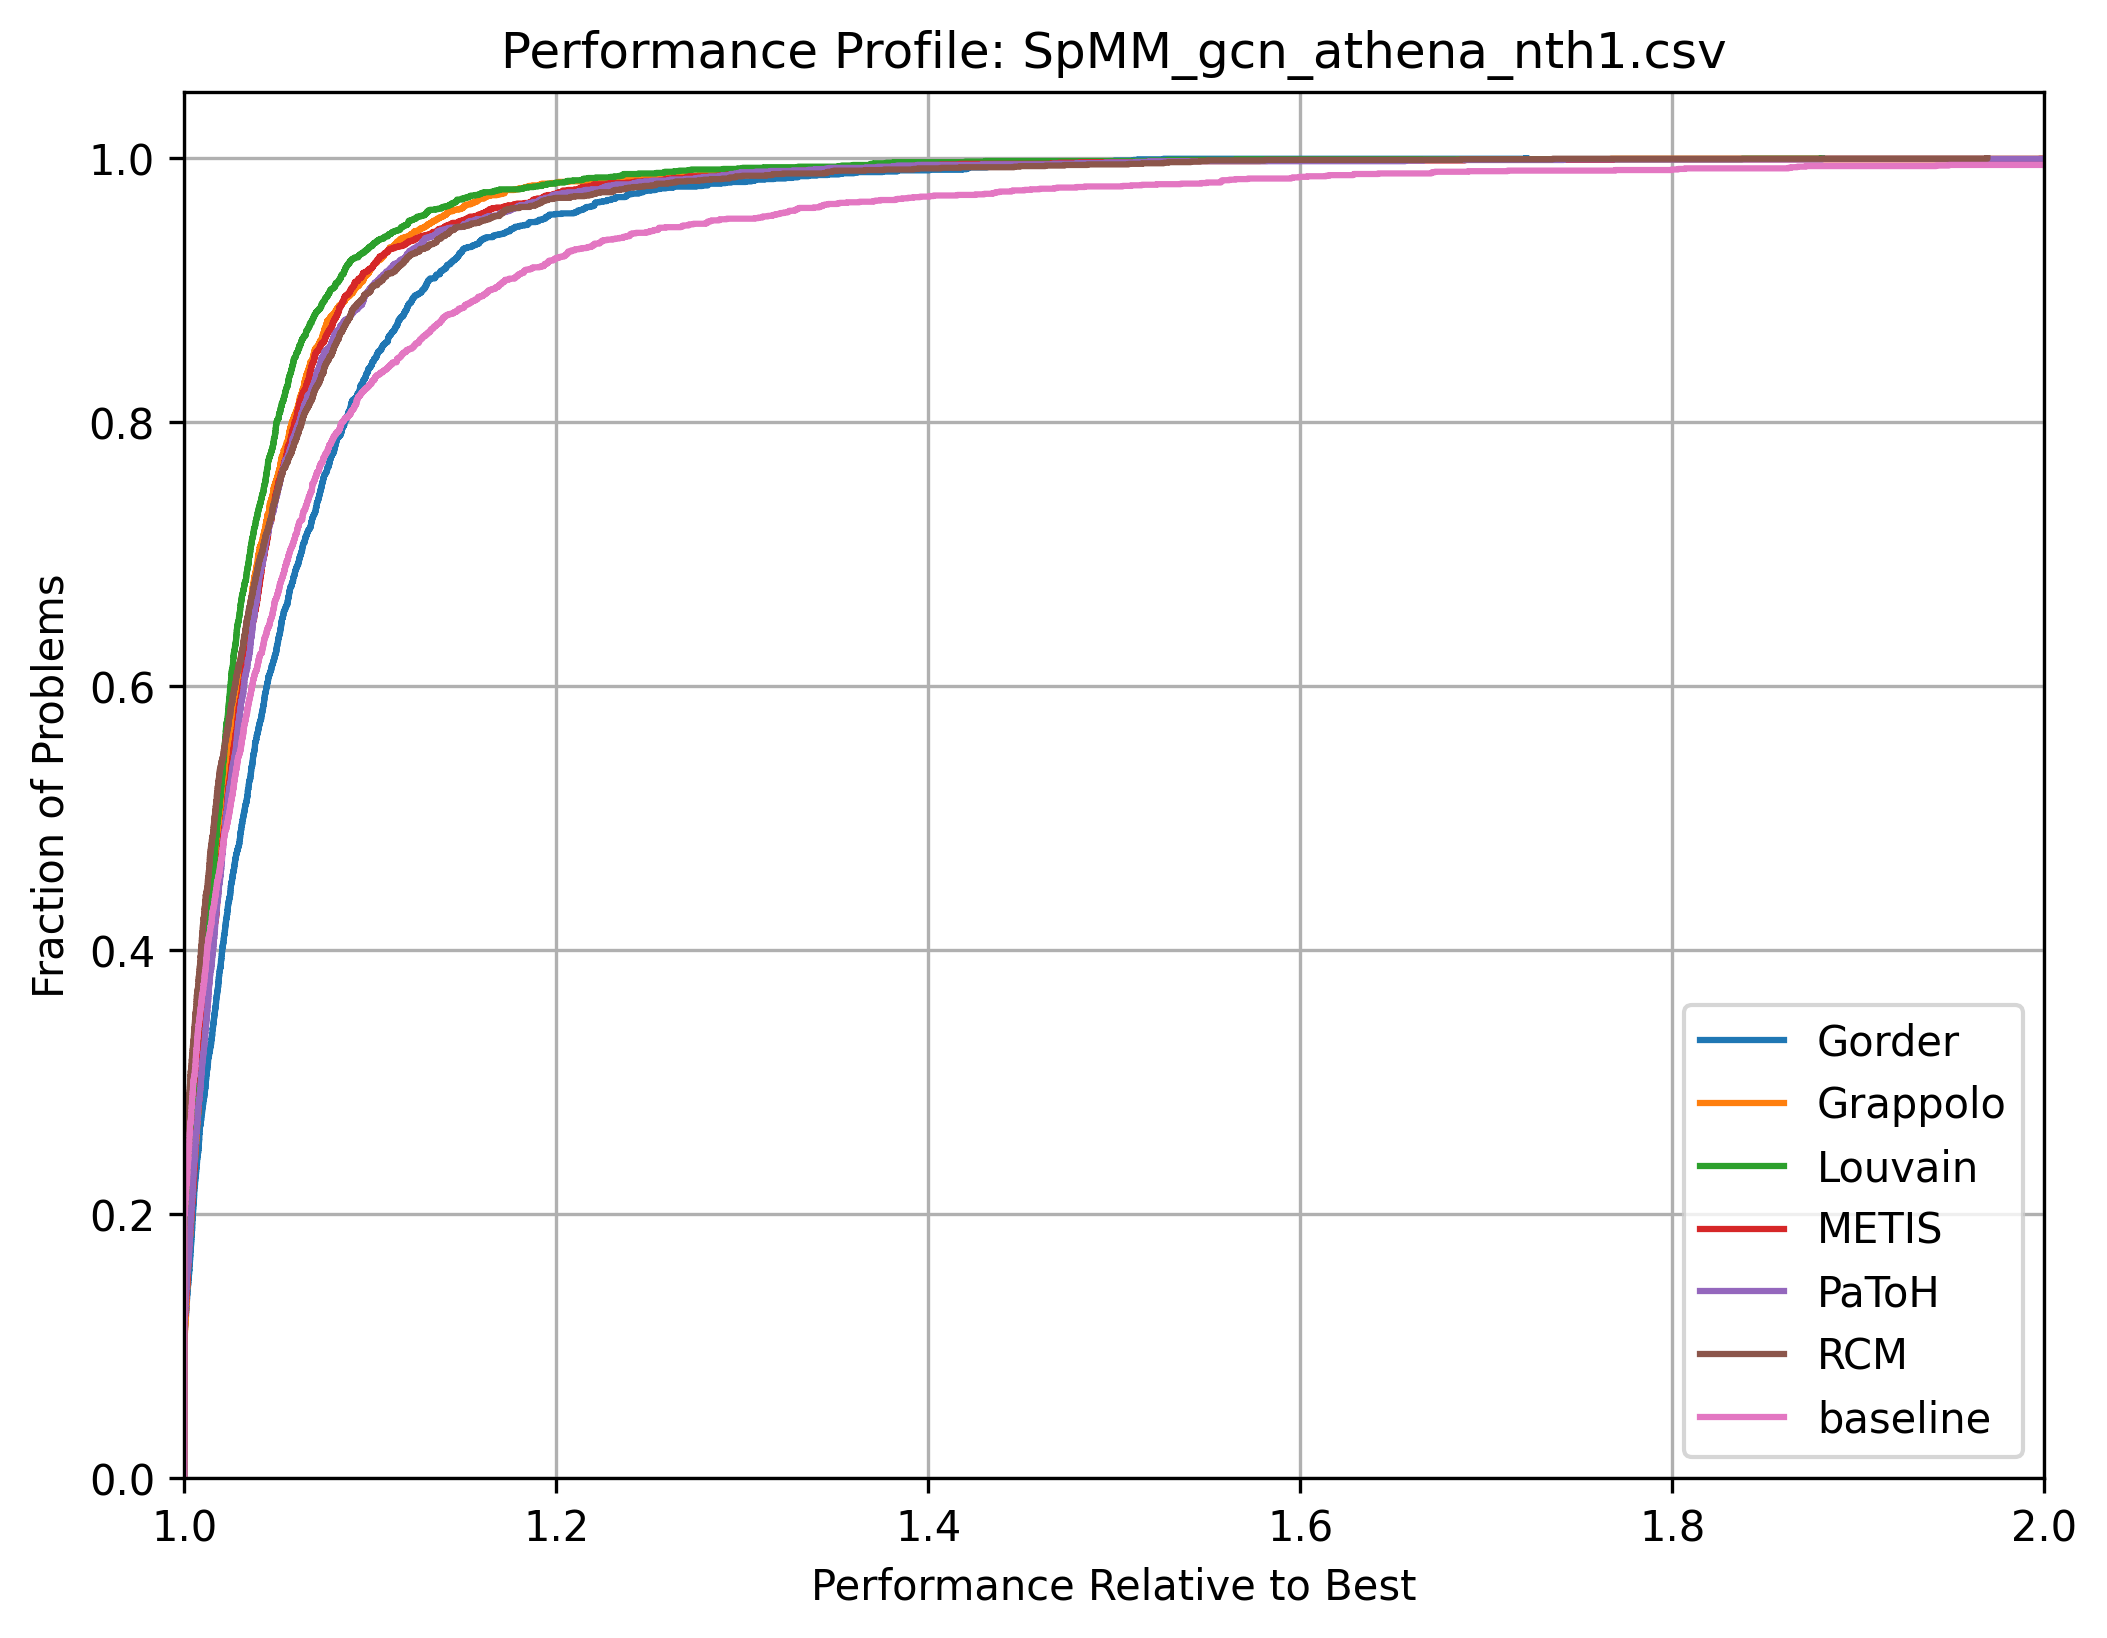 Performance Profile: SpMM_gcn_athena_nth1.csv
Fraction of Problems
1.0
0.8
0.6
0.4
0.2
0.0
Gorder
Grappolo
Louvain
METIS
PaToH
RCM
baseline
1.0 1.2 1.4 1.6 1.8 2.0
Performance Relative to Best